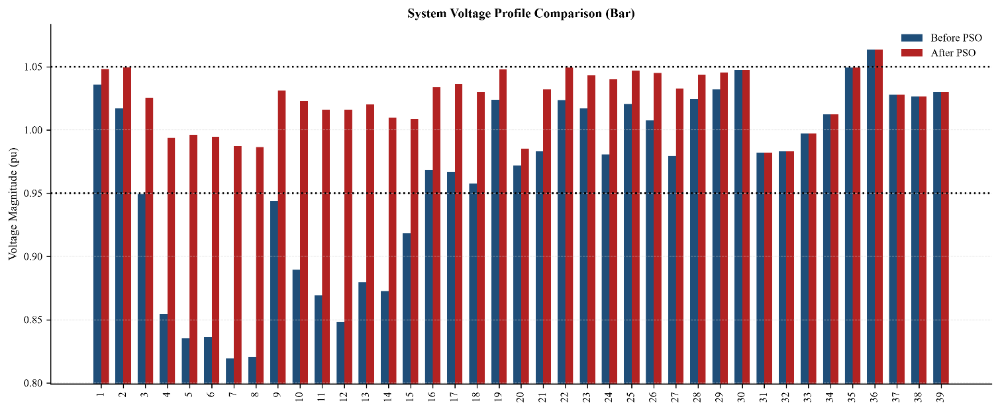 System Voltage Profile Comparison (Bar)
Before PSO
After PSO
Voltage Magnitude (pu)
1.05
1.00
0.95
0.90
0.85
0.80
1 2 3 4 5 6 7 8 9 10 11 12 13 14 15 16 17 18 19 20 21 22 23 24 25 26 27 28 29 30 31 32 33 34 35 36 37 38 39